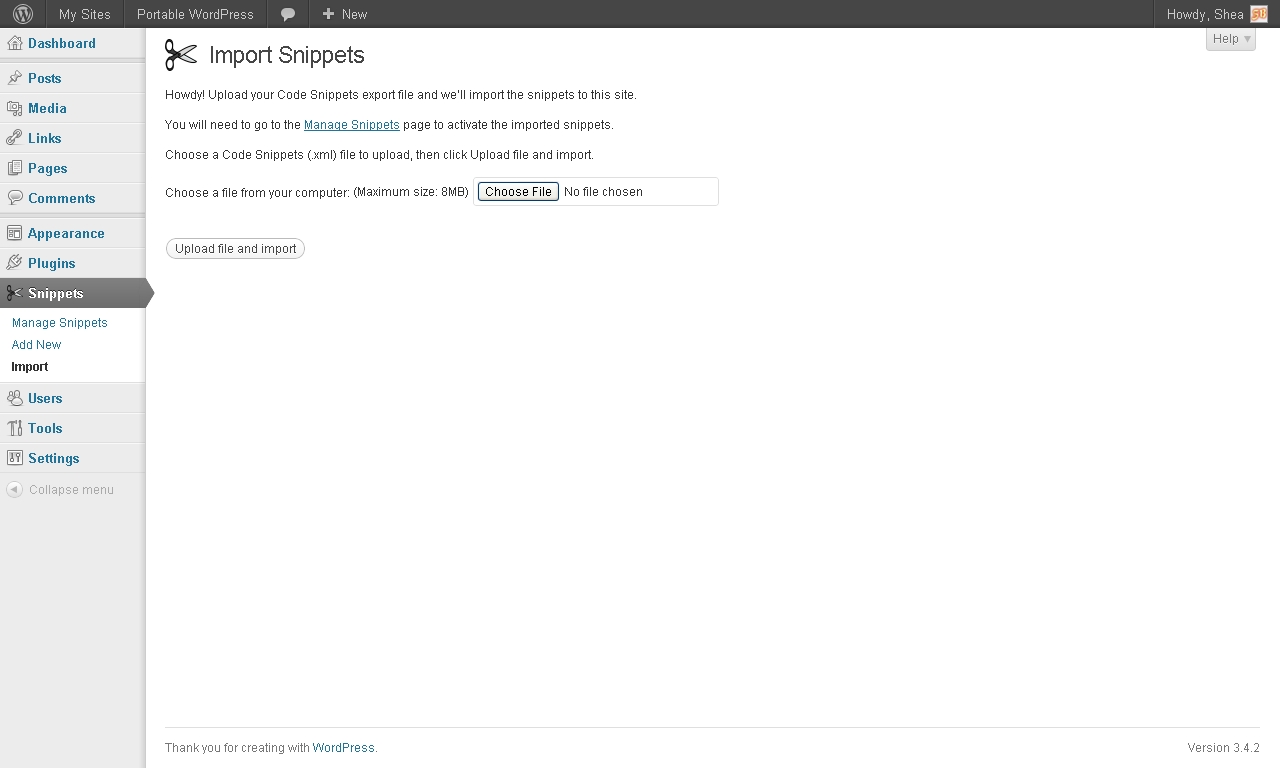 My Sites
Portable WordPress
New
Howdy, Shea
Help
Dashboard
Posts
Media
Links
Pages
Comments
Appearance
Plugins
Snippets
Manage Snippets
Add New
Import
Users
Tools
Settings
Collapse menu
Import Snippets
Howdy! Upload your Code Snippets export file and we'll import the snippets to this site.
You will need to go to the Manage Snippets page to activate the imported snippets.
Choose a Code Snippets (.xml) file to upload, then click Upload file and import.
Choose a file from your computer: (Maximum size: 8MB) Choose File No file chosen
Upload file and import
Thank you for creating with WordPress.
Version 3.4.2